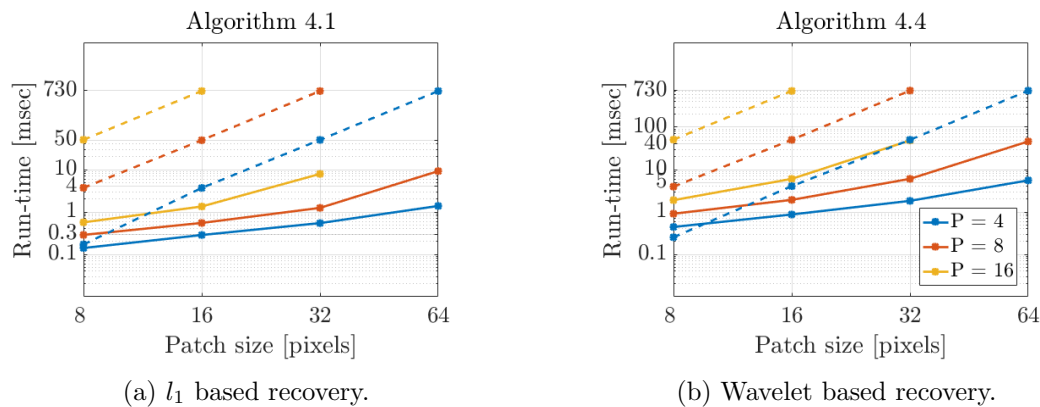 Algorithm 4.1
Run-time [msec]
730
50
10
4
1
0.3
0.1
8 16 32 64
Patch size [pixels]
(a) l₁ based recovery.
Algorithm 4.4
Run-time [msec]
730
100
50
10
5
1
0.1
P = 4
P = 8
P = 16
8 16 32 64
Patch size [pixels]
(b) Wavelet based recovery.